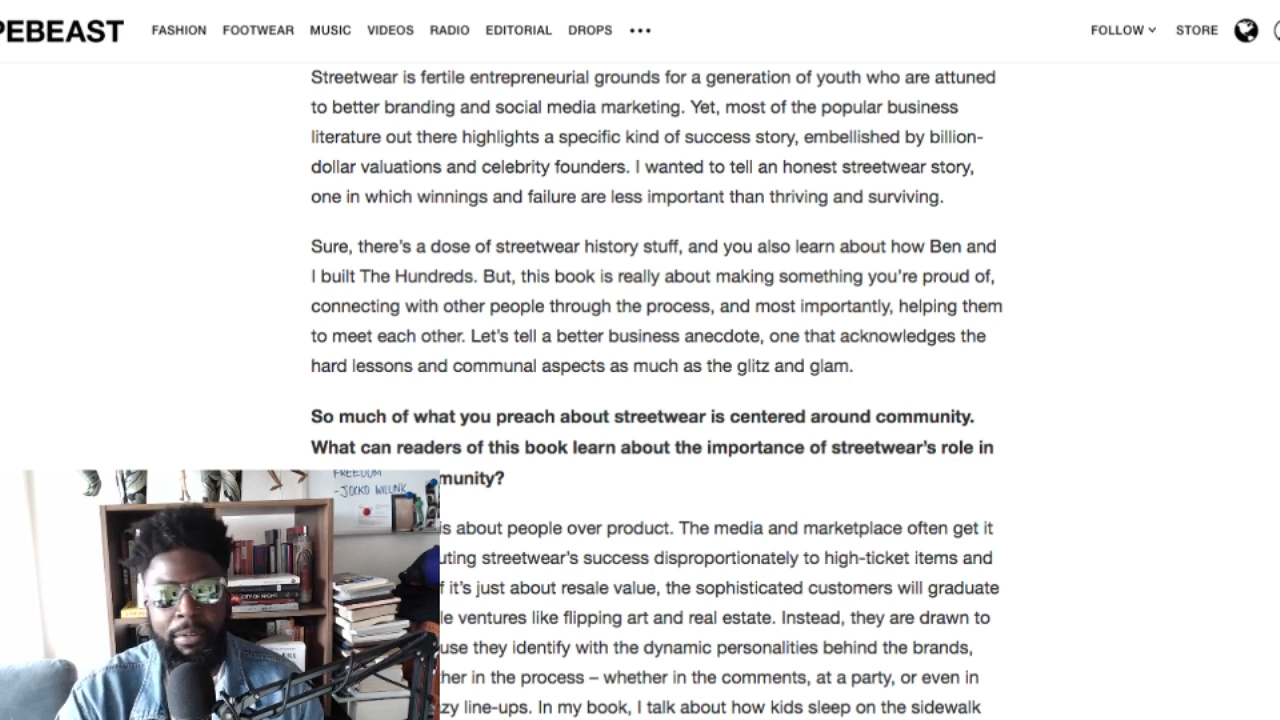 PEBEAST FASHION FOOTWEAR MUSIC VIDEOS RADIO EDITORIAL DROPS ••• FOLLOW STORE
Streetwear is fertile entrepreneurial grounds for a generation of youth who are attuned
to better branding and social media marketing. Yet, most of the popular business
literature out there highlights a specific kind of success story, embellished by billion-
dollar valuations and celebrity founders. I wanted to tell an honest streetwear story,
one in which winnings and failure are less important than thriving and surviving.
Sure, there's a dose of streetwear history stuff, and you also learn about how Ben and
I built The Hundreds. But, this book is really about making something you're proud of,
connecting with other people through the process, and most importantly, helping them
to meet each other. Let's tell a better business anecdote, one that acknowledges the
hard lessons and communal aspects as much as the glitz and glam.
So much of what you preach about streetwear is centered around community.
What can readers of this book learn about the importance of streetwear's role in
munity?
is about people over product. The media and marketplace often get it
uting streetwear's success disproportionately to high-ticket items and
f it's just about resale value, the sophisticated customers will graduate
le ventures like flipping art and real estate. Instead, they are drawn to
use they identify with the dynamic personalities behind the brands,
her in the process – whether in the comments, at a party, or even in
zy line-ups. In my book, I talk about how kids sleep on the sidewalk
FREEDOM
-JOCKO WILLINK
CITY OF NIGHT